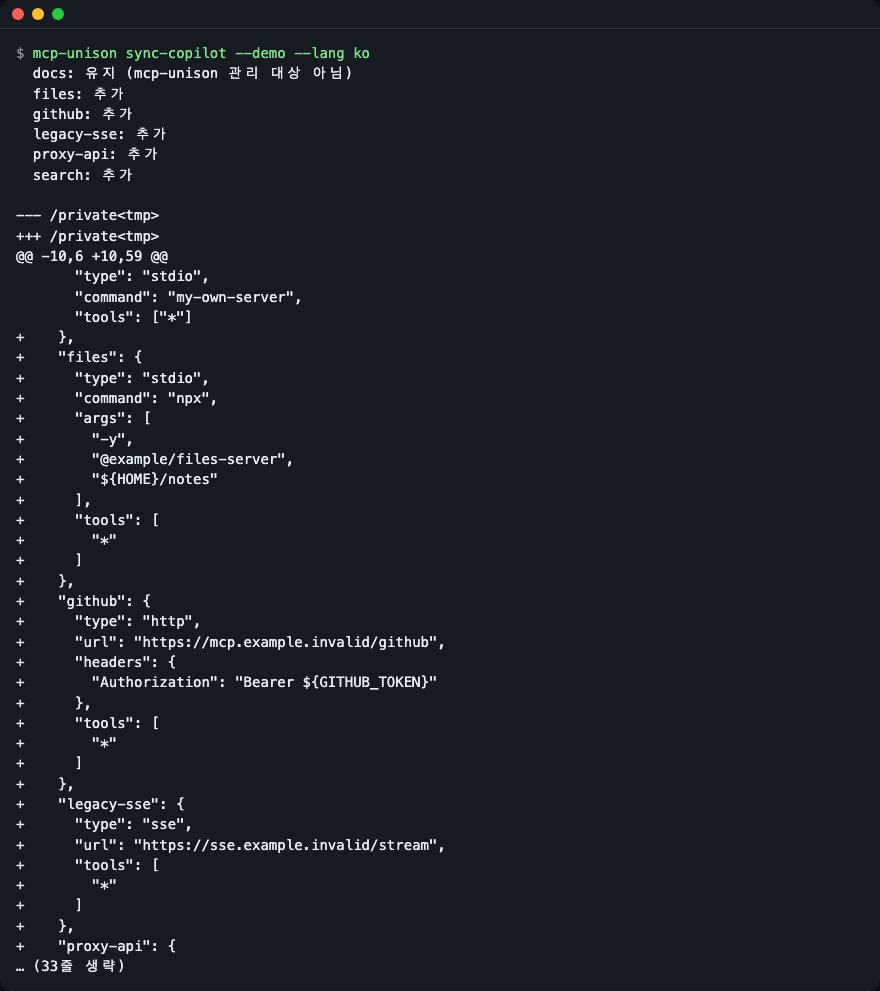 $ mcp-unison sync-copilot --demo --lang ko
  docs: 유지 (mcp-unison 관리 대상 아님)
  files: 추가
  github: 추가
  legacy-sse: 추가
  proxy-api: 추가
  search: 추가

--- /private<tmp>
+++ /private<tmp>
@@ -10,6 +10,59 @@
       "type": "stdio",
       "command": "my-own-server",
       "tools": ["*"]
+    },
+    "files": {
+      "type": "stdio",
+      "command": "npx",
+      "args": [
+        "-y",
+        "@example/files-server",
+        "${HOME}/notes"
+      ],
+      "tools": [
+        "*"
+      ]
+    },
+    "github": {
+      "type": "http",
+      "url": "https://mcp.example.invalid/github",
+      "headers": {
+        "Authorization": "Bearer ${GITHUB_TOKEN}"
+      },
+      "tools": [
+        "*"
+      ]
+    },
+    "legacy-sse": {
+      "type": "sse",
+      "url": "https://sse.example.invalid/stream",
+      "tools": [
+        "*"
+      ]
+    },
+    "proxy-api": {
… (33줄 생략)